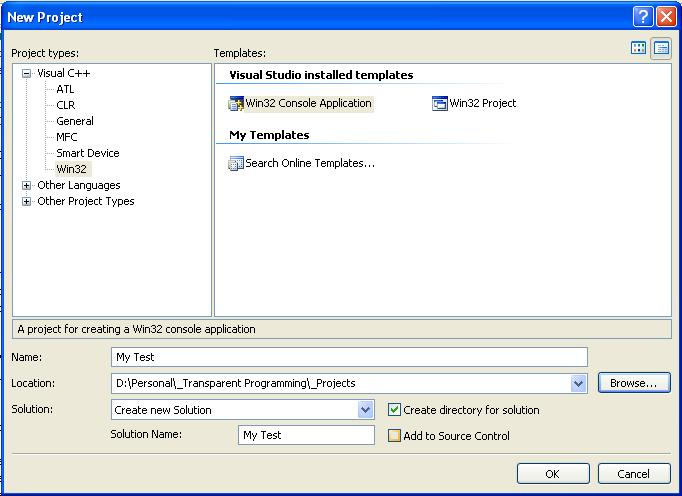 New Project
Project types:
Templates:
Visual C++
ATL
CLR
General
MFC
Smart Device
Win32
Other Languages
Other Project Types
Visual Studio installed templates
Win32 Console Application
Win32 Project
My Templates
Search Online Templates...
A project for creating a Win32 console application
Name:
My Test
Location:
D:\Personal\_Transparent Programming\_Projects
Browse...
Solution:
Create new Solution
Create directory for solution
Solution Name:
My Test
Add to Source Control
OK
Cancel